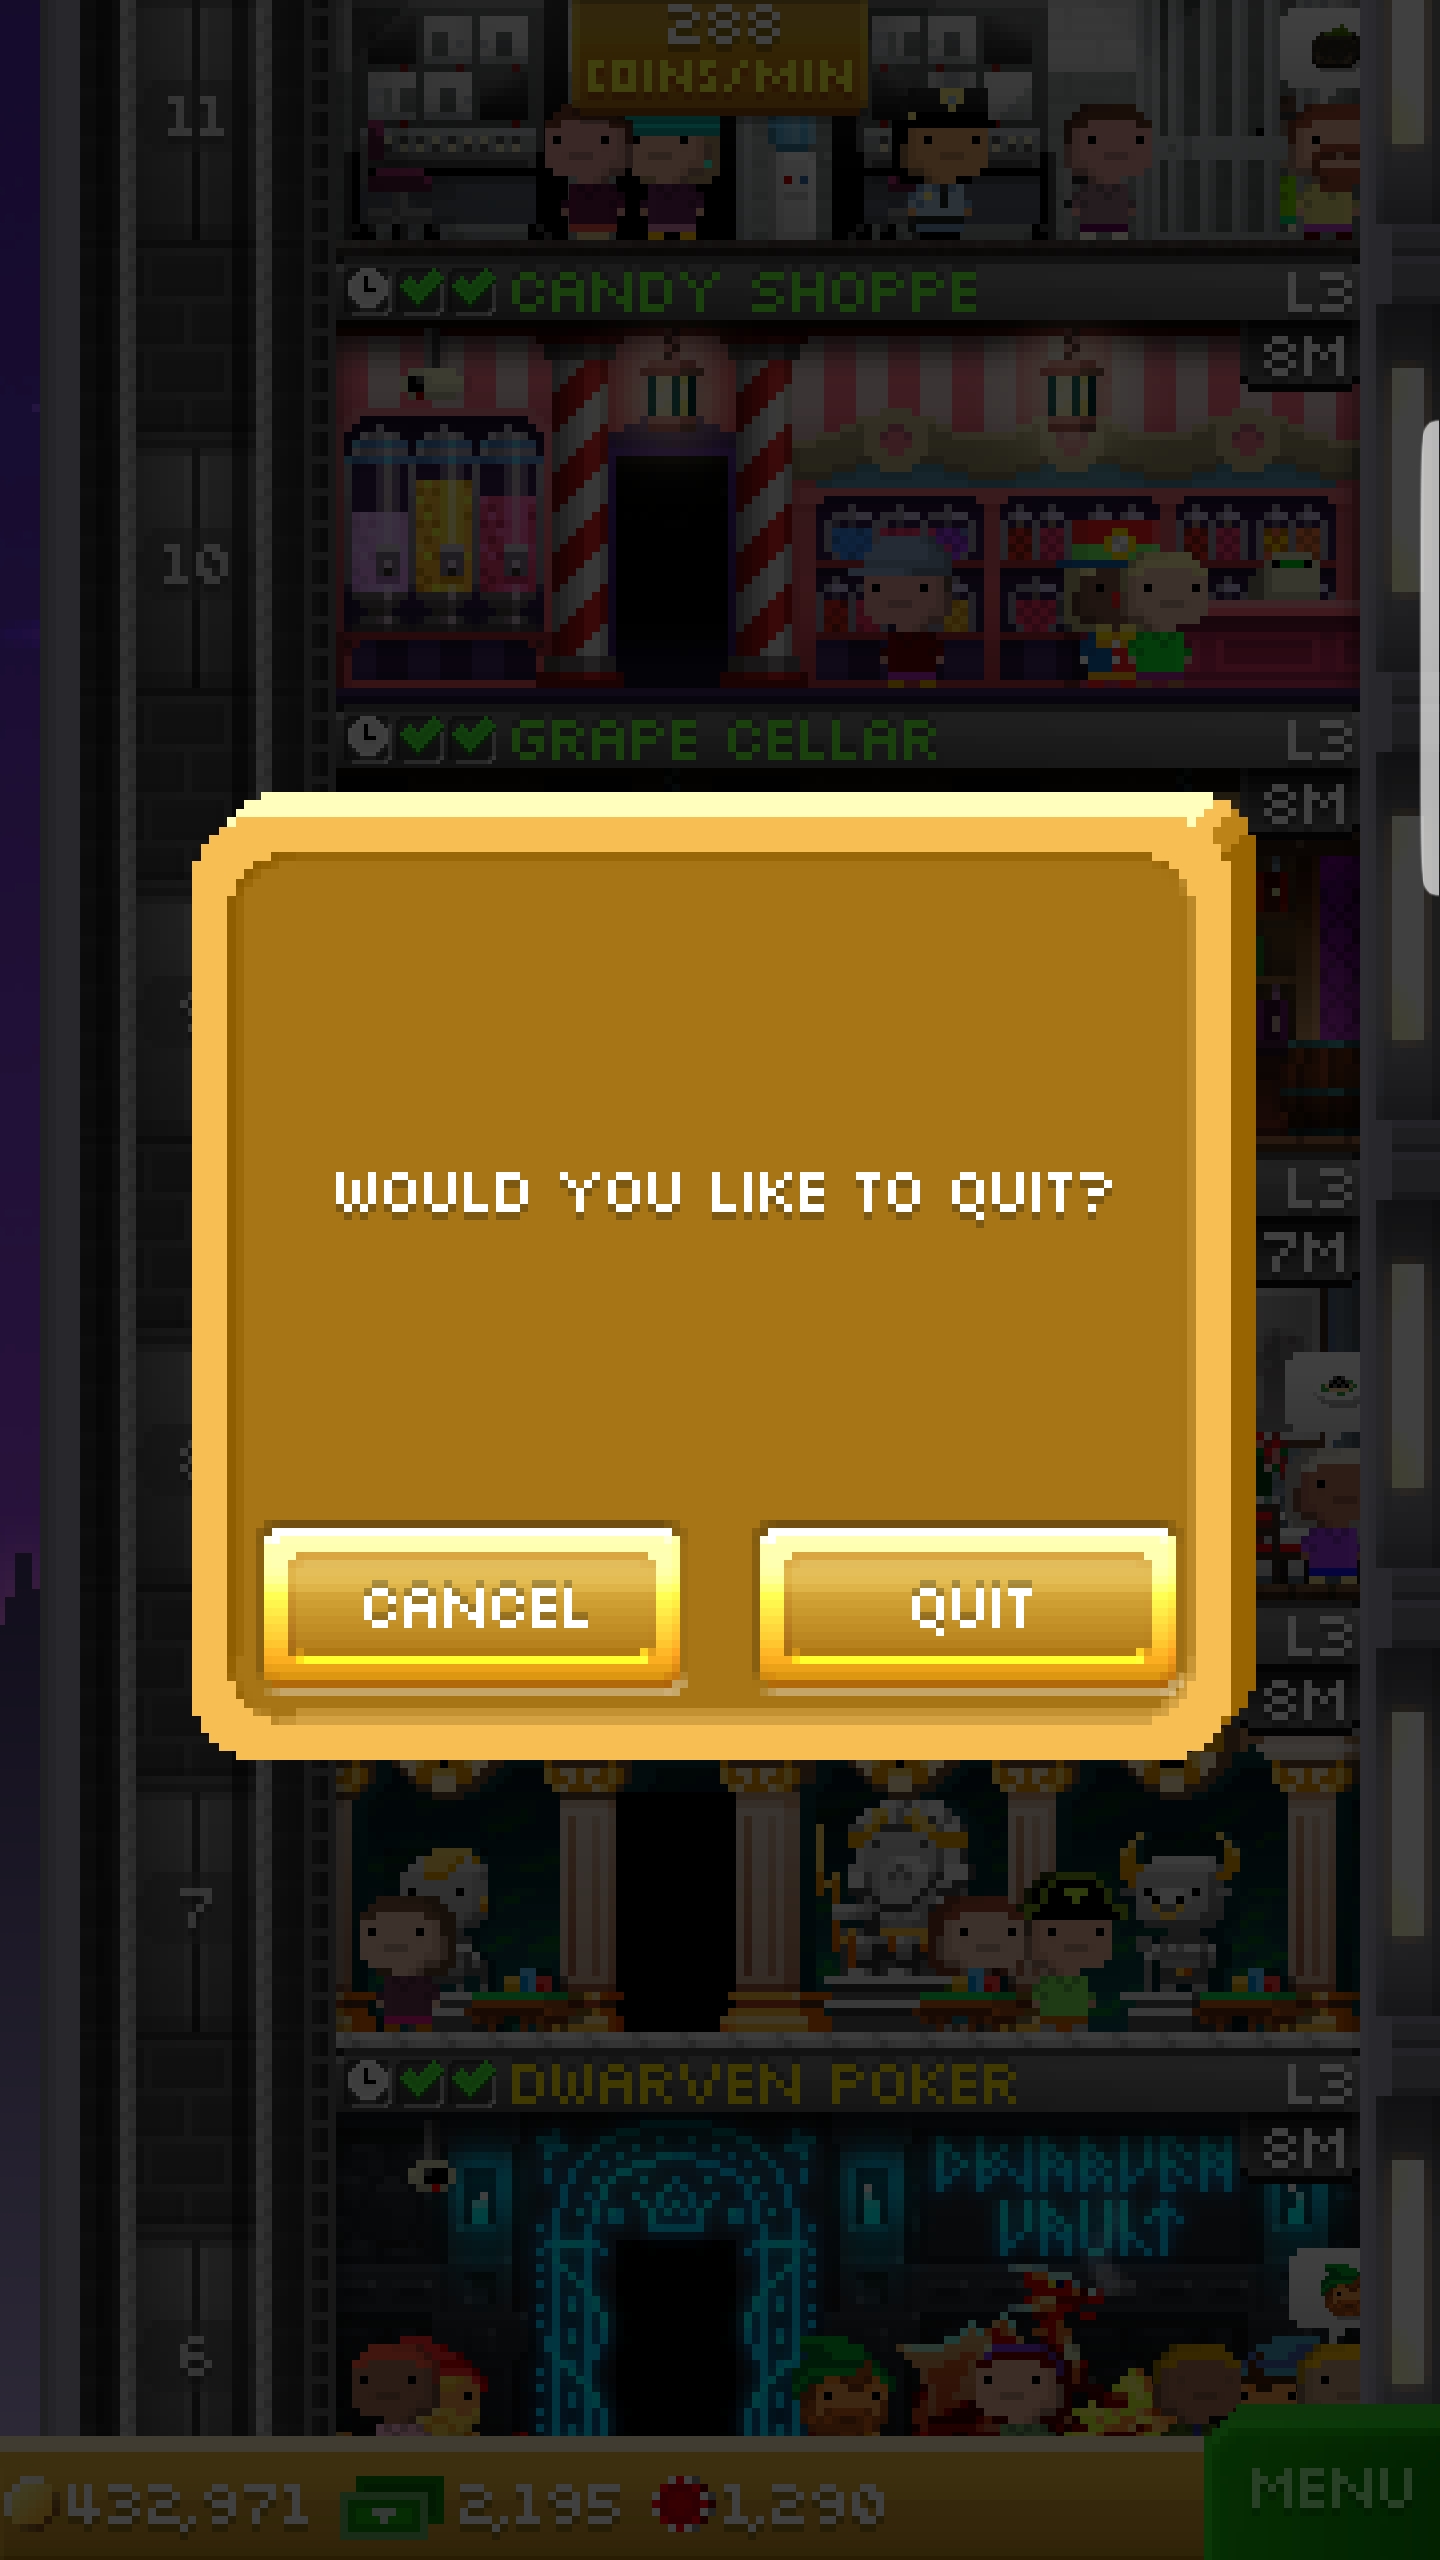 288
COINS/MIN
11
CANDY SHOPPE L3
8M
10
GRAPE CELLAR L3
8M
L3
7M
WOULD YOU LIKE TO QUIT?
CANCEL QUIT
L3
8M
7
DWARVEN POKER L3
8M
DWARVEN
VAULT
6
432,971 2,195 1,290 MENU